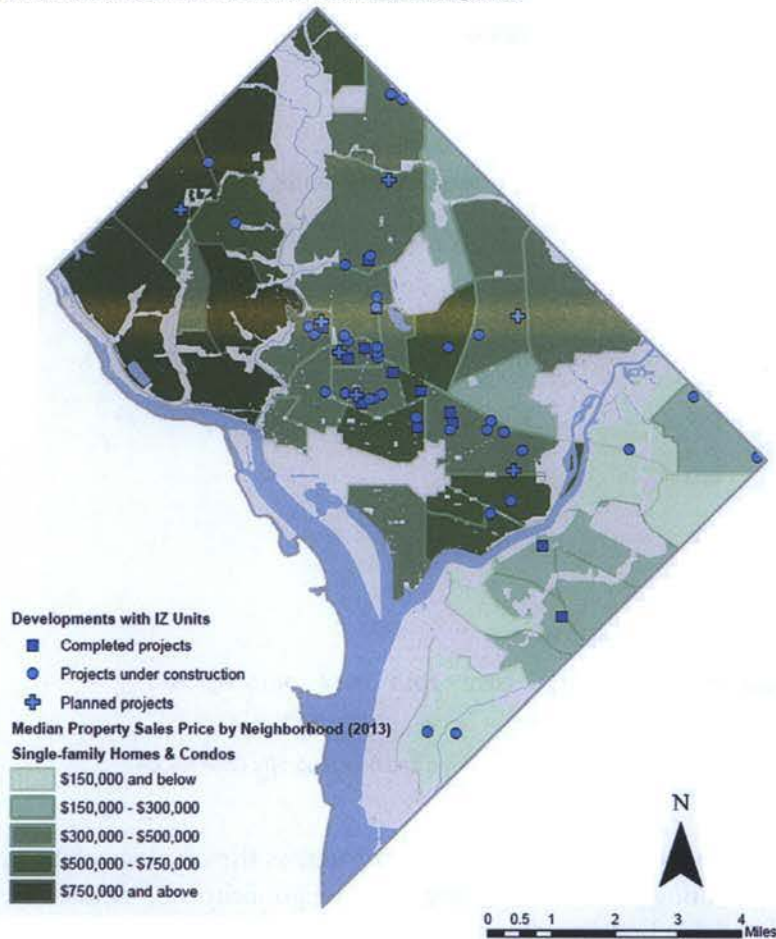 Developments with IZ Units
Completed projects
Projects under construction
Planned projects
Median Property Sales Price by Neighborhood (2013)
Single-family Homes & Condos
$150,000 and below
$150,000 - $300,000
$300,000 - $500,000
$500,000 - $750,000
$750,000 and above
N
0 0.5 1 2 3 4
Miles